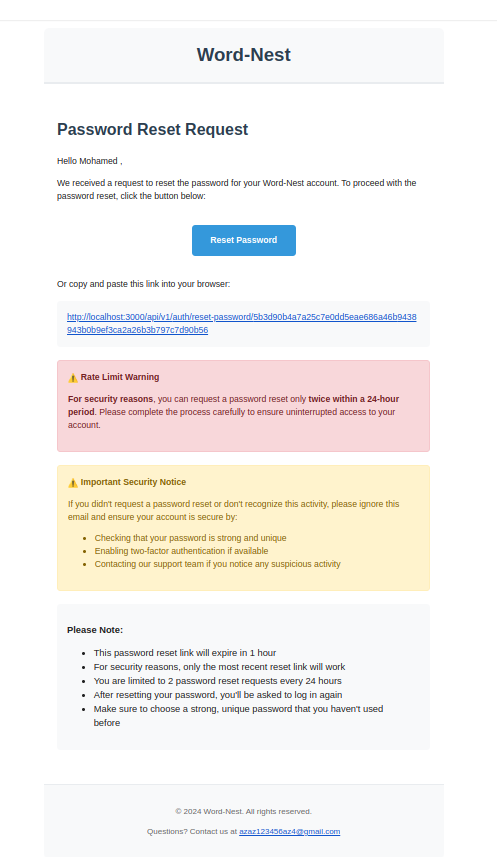 Word-Nest
Password Reset Request
Hello Mohamed ,
We received a request to reset the password for your Word-Nest account. To proceed with the
password reset, click the button below:
Reset Password
Or copy and paste this link into your browser:
http://localhost:3000/api/v1/auth/reset-password/5b3d90b4a7a25c7e0dd5eae686a46b9438
943b0b9ef3ca2a26b3b797c7d90b56
⚠️ Rate Limit Warning
For security reasons, you can request a password reset only twice within a 24-hour
period. Please complete the process carefully to ensure uninterrupted access to your
account.
⚠️ Important Security Notice
If you didn't request a password reset or don't recognize this activity, please ignore this
email and ensure your account is secure by:
• Checking that your password is strong and unique
• Enabling two-factor authentication if available
• Contacting our support team if you notice any suspicious activity
Please Note:
• This password reset link will expire in 1 hour
• For security reasons, only the most recent reset link will work
• You are limited to 2 password reset requests every 24 hours
• After resetting your password, you'll be asked to log in again
• Make sure to choose a strong, unique password that you haven't used
before
© 2024 Word-Nest. All rights reserved.
Questions? Contact us at azaz123456az4@gmail.com